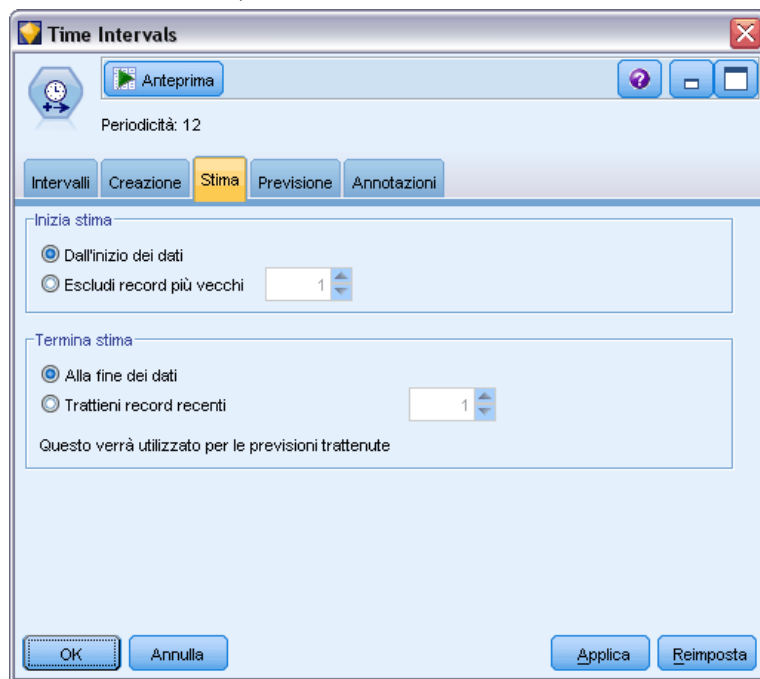 Time Intervals
Anteprima
Periodicità: 12
Intervalli Creazione Stima Previsione Annotazioni
Inizia stima
Dall'inizio dei dati
Escludi record più vecchi 1
Termina stima
Alla fine dei dati
Trattieni record recenti 1
Questo verrà utilizzato per le previsioni trattenute
OK Annulla Applica Reimposta